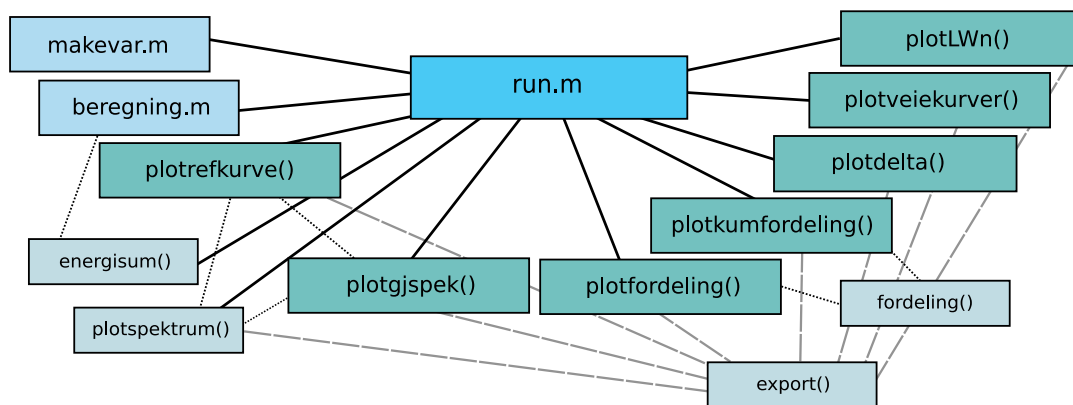 makevar.m
run.m
plotLWn()
beregning.m
plotveiekurver()
plotrefkurve()
plotdelta()
plotkumfordeling()
energisum()
plotgjspek()
plotfordeling()
fordeling()
plotspektrum()
export()